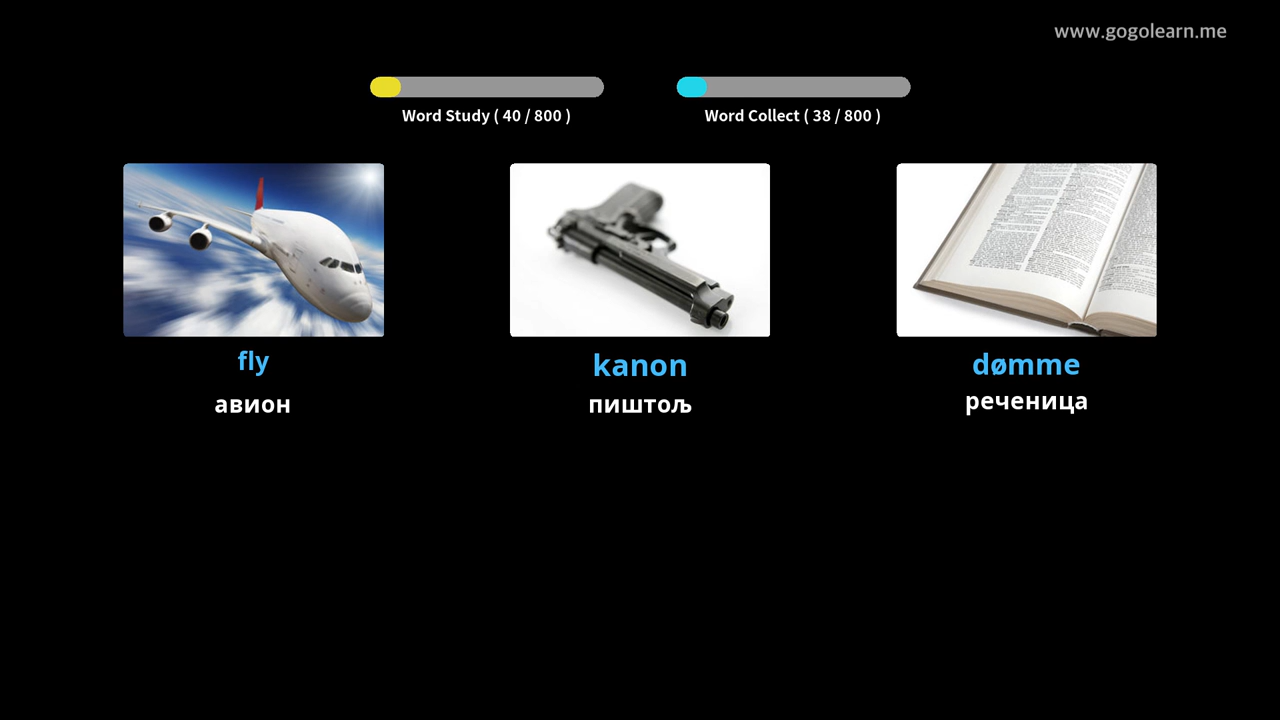 www.gogolearn.me
Word Study ( 40 / 800 )
Word Collect ( 38 / 800 )
fly
kanon
dømme
авион
пиштољ
реченица